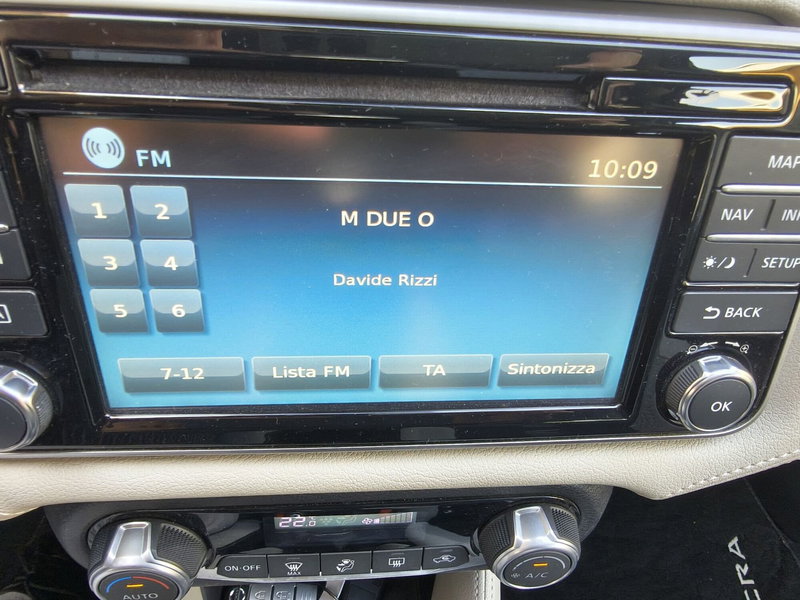 FM 10:09
1 2
M DUE O
3 4
Davide Rizzi
5 6
7-12 Lista FM TA Sintonizza
MAP
NAV
SETUP
BACK
OK
22.0
ON·OFF MAX
AUTO
A/C